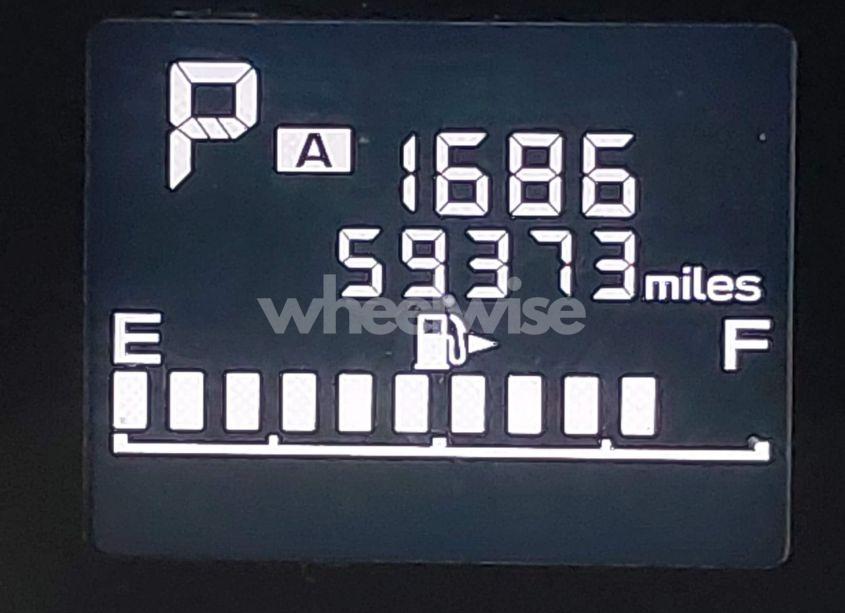 P A 1686
59373 miles
wheelwise
E F